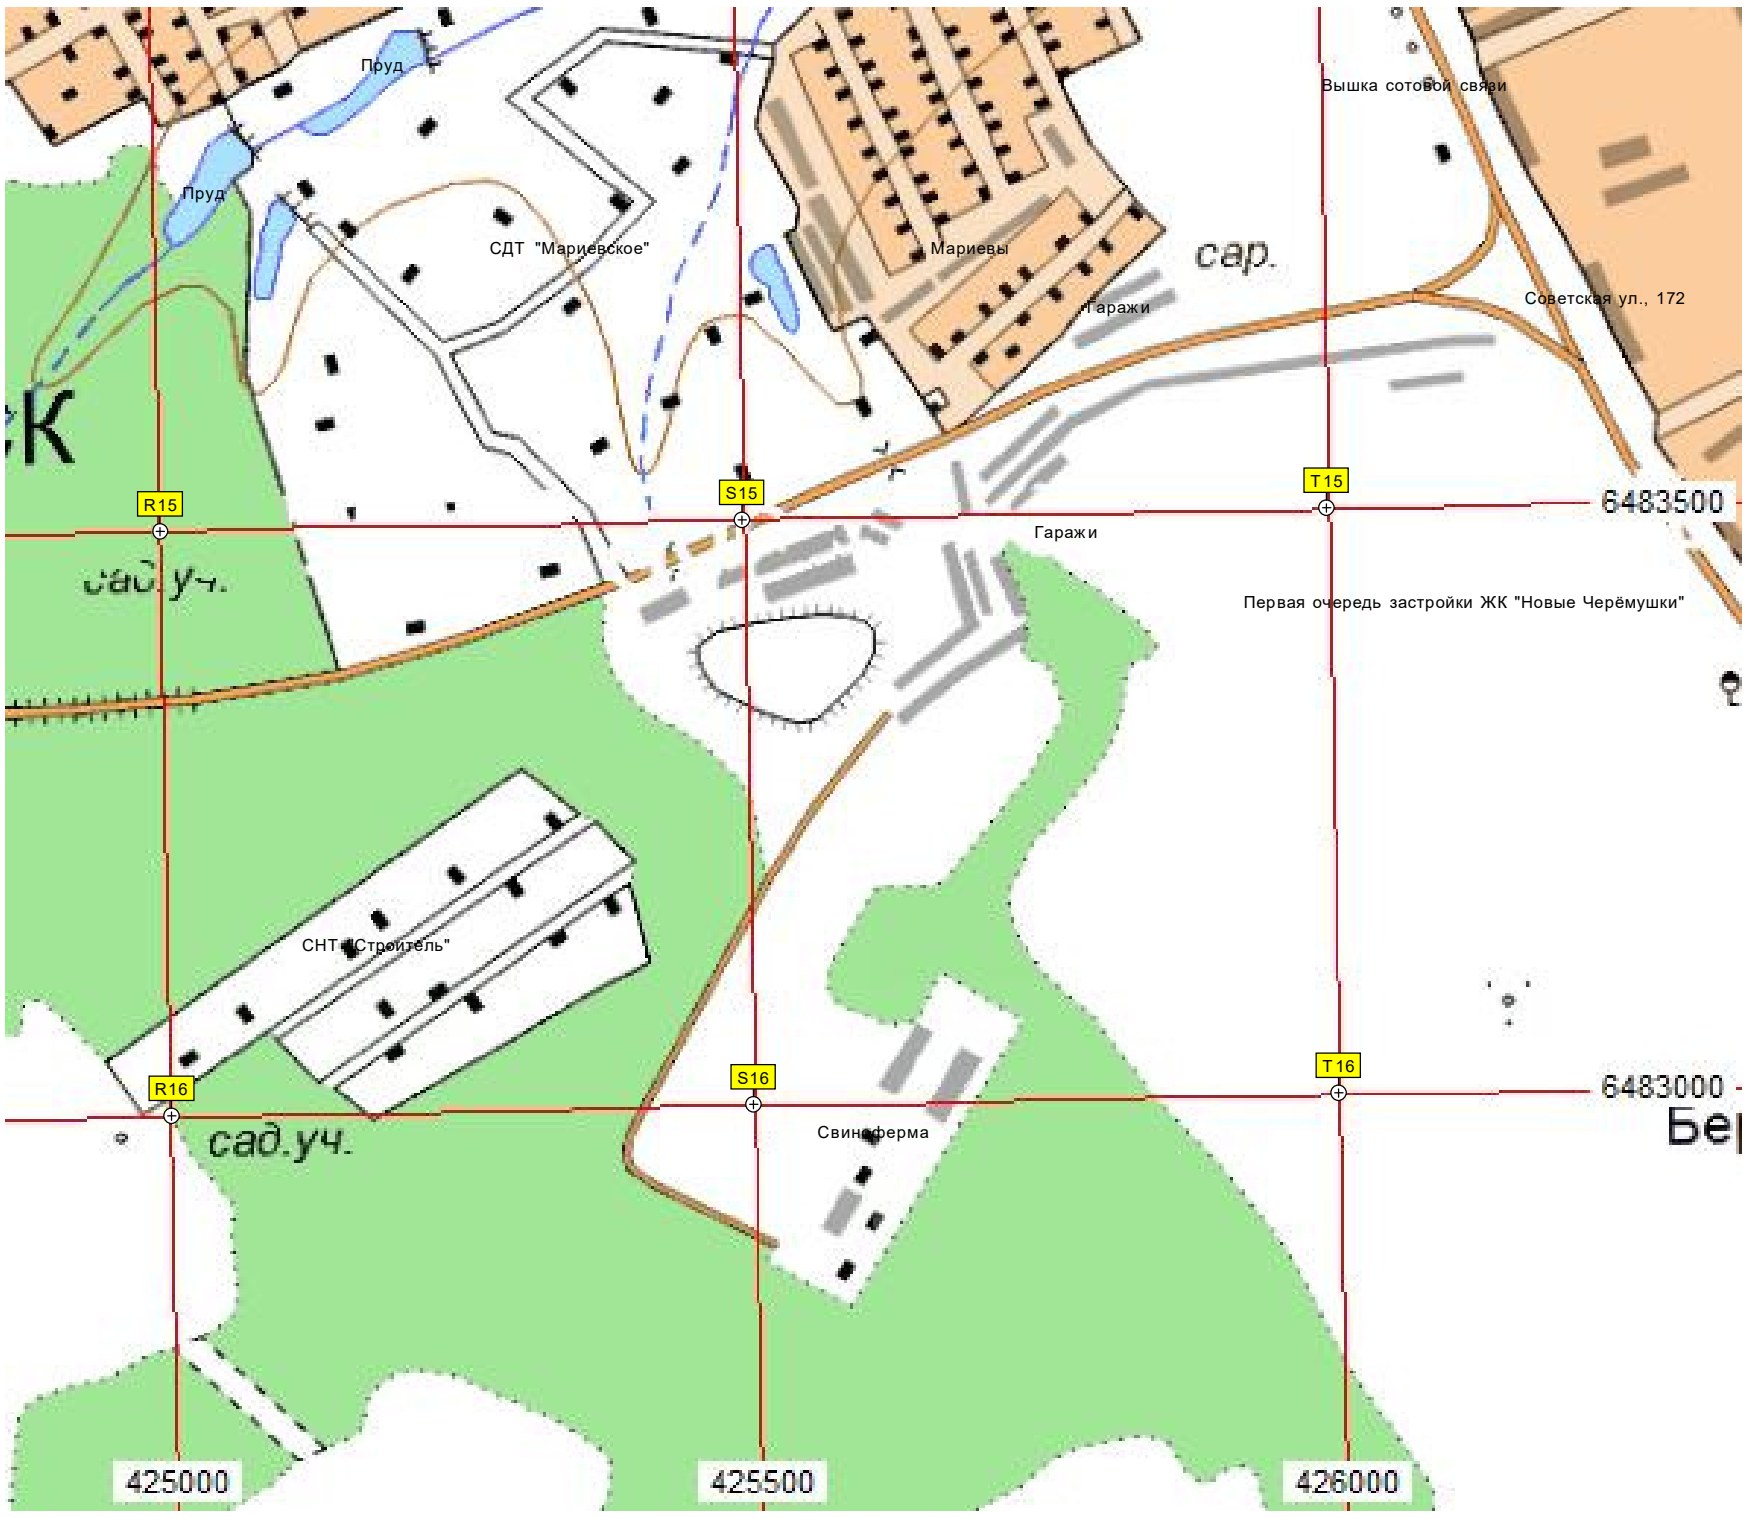 Пруд
Вышка сотовой связи
Пруд
СДТ "Мариевское"
Мариевы
сар.
Гаражи
Советская ул., 172
R15
S15
T15
6483500
Гаражи
сад.уч.
Первая очередь застройки ЖК "Новые Черёмушки"
СНТ "Строитель"
R16
S16
T16
6483000
сад.уч.
Свиноферма
425000
425500
426000